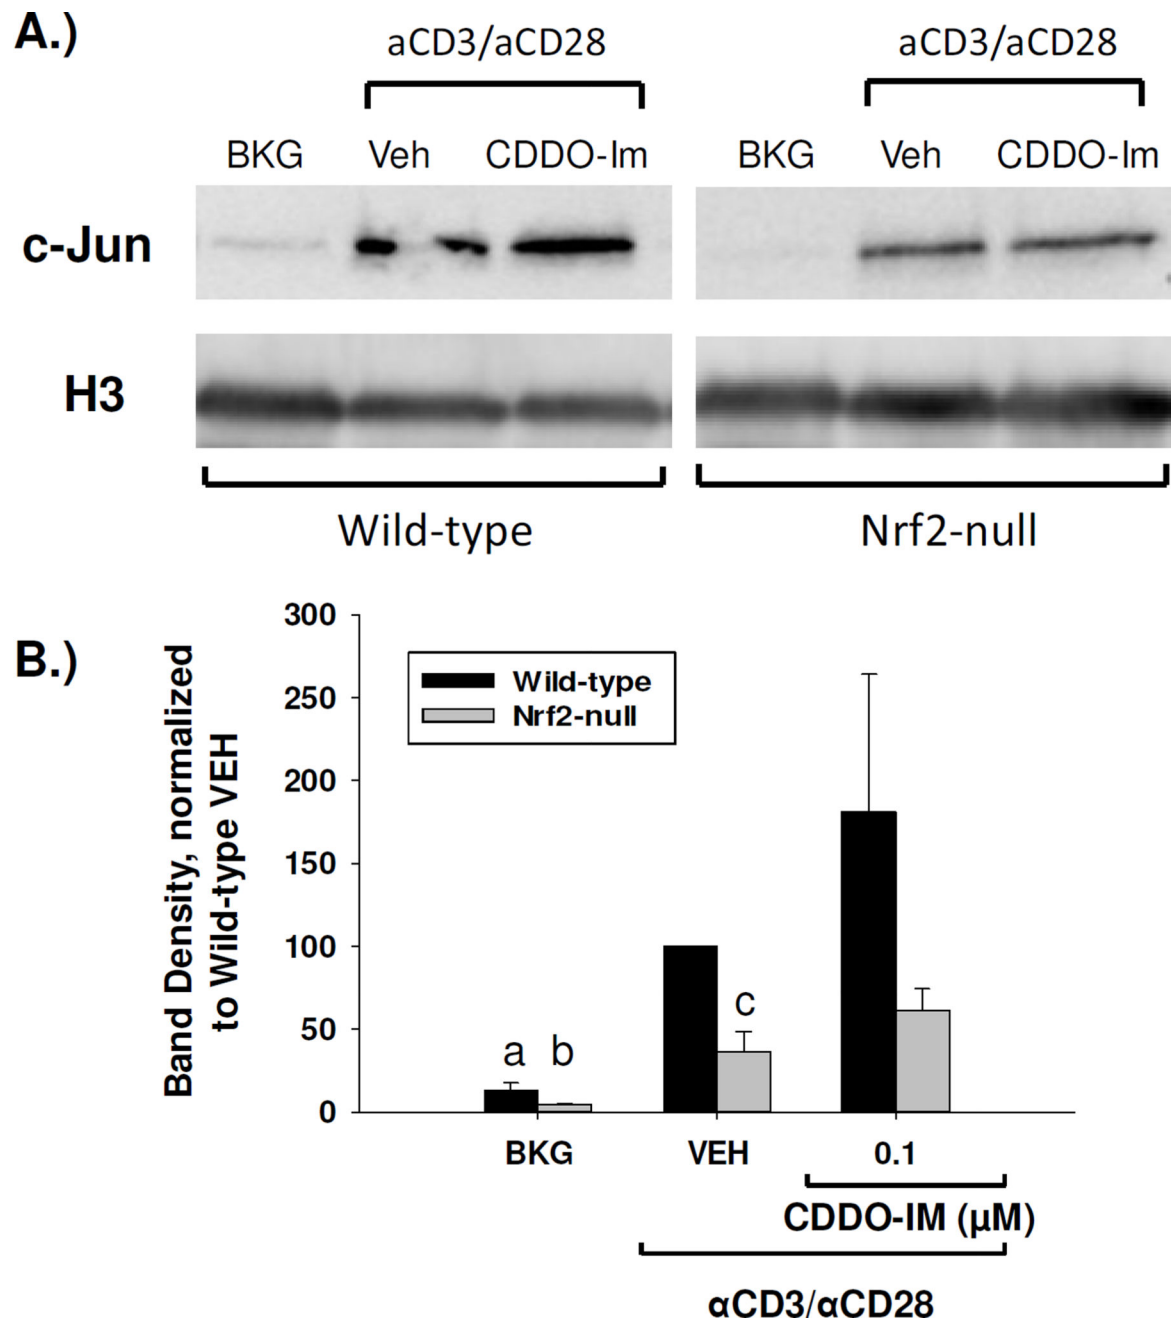 A.)
aCD3/aCD28 aCD3/aCD28
BKG Veh CDDO-Im BKG Veh CDDO-Im
c-Jun
H3
Wild-type Nrf2-null
B.)
Band Density, normalized
to Wild-type VEH
300
250
200
150
100
50
0
Wild-type
Nrf2-null
a b c
BKG VEH 0.1
CDDO-IM (µM)
αCD3/αCD28